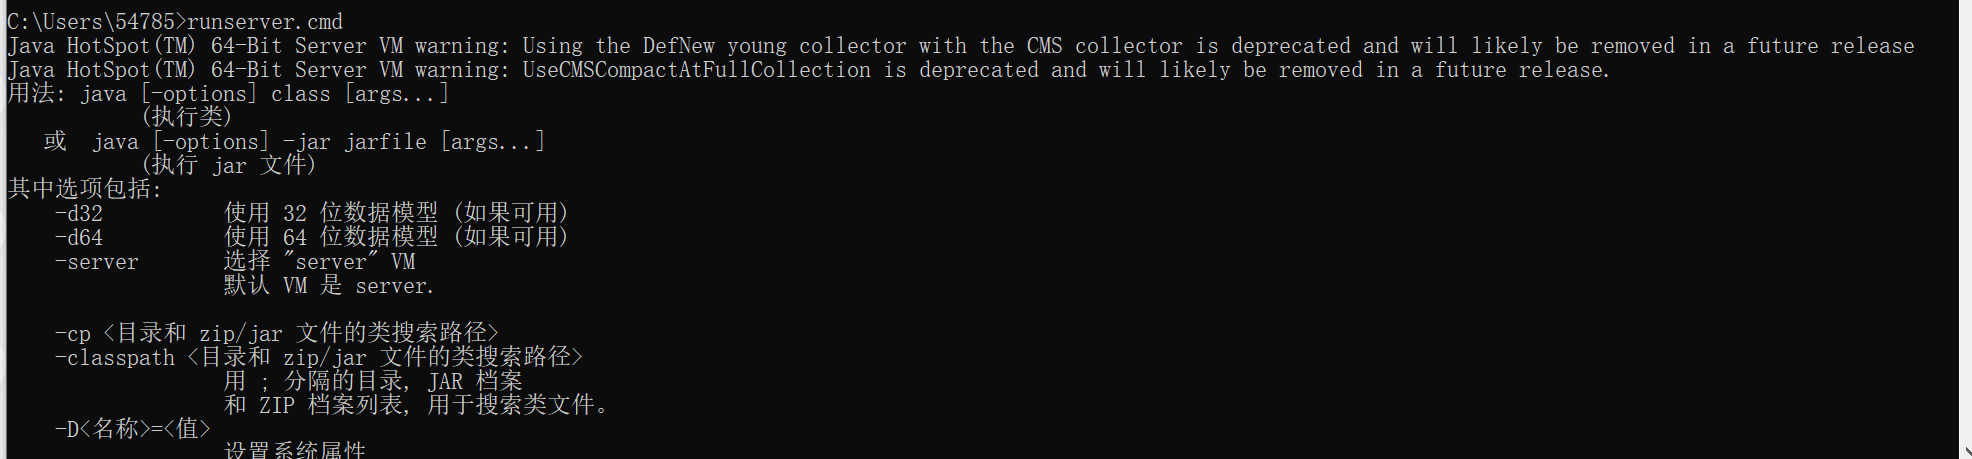 C:\Users\54785>runserver.cmd
Java HotSpot(TM) 64-Bit Server VM warning: Using the DefNew young collector with the CMS collector is deprecated and will likely be removed in a future release
Java HotSpot(TM) 64-Bit Server VM warning: UseCMSCompactAtFullCollection is deprecated and will likely be removed in a future release.
用法: java [-options] class [args...]
(执行类)
或  java [-options] -jar jarfile [args...]
(执行 jar 文件)
其中选项包括:
-d32          使用 32 位数据模型 (如果可用)
-d64          使用 64 位数据模型 (如果可用)
-server       选择 "server" VM
默认 VM 是 server.
-cp <目录和 zip/jar 文件的类搜索路径>
-classpath <目录和 zip/jar 文件的类搜索路径>
用 ; 分隔的目录, JAR 档案
和 ZIP 档案列表, 用于搜索类文件。
-D<名称>=<值>
设置系统属性